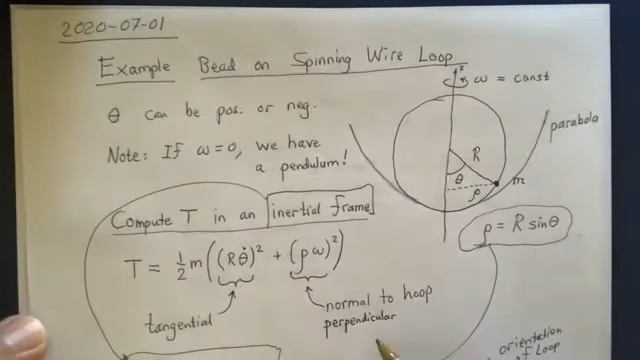 2020-07-01
Example Bead on Spinning Wire Loop
z
ω = const
θ can be pos. or neg.
Note: If ω=0, we have
a pendulum!
parabola
R
θ
ρ
m
Compute T in an inertial frame
ρ = R sinθ
T = ½ m((Rθ̇)² + (ρω)²)
tangential
normal to hoop
perpendicular
orientation
of loop